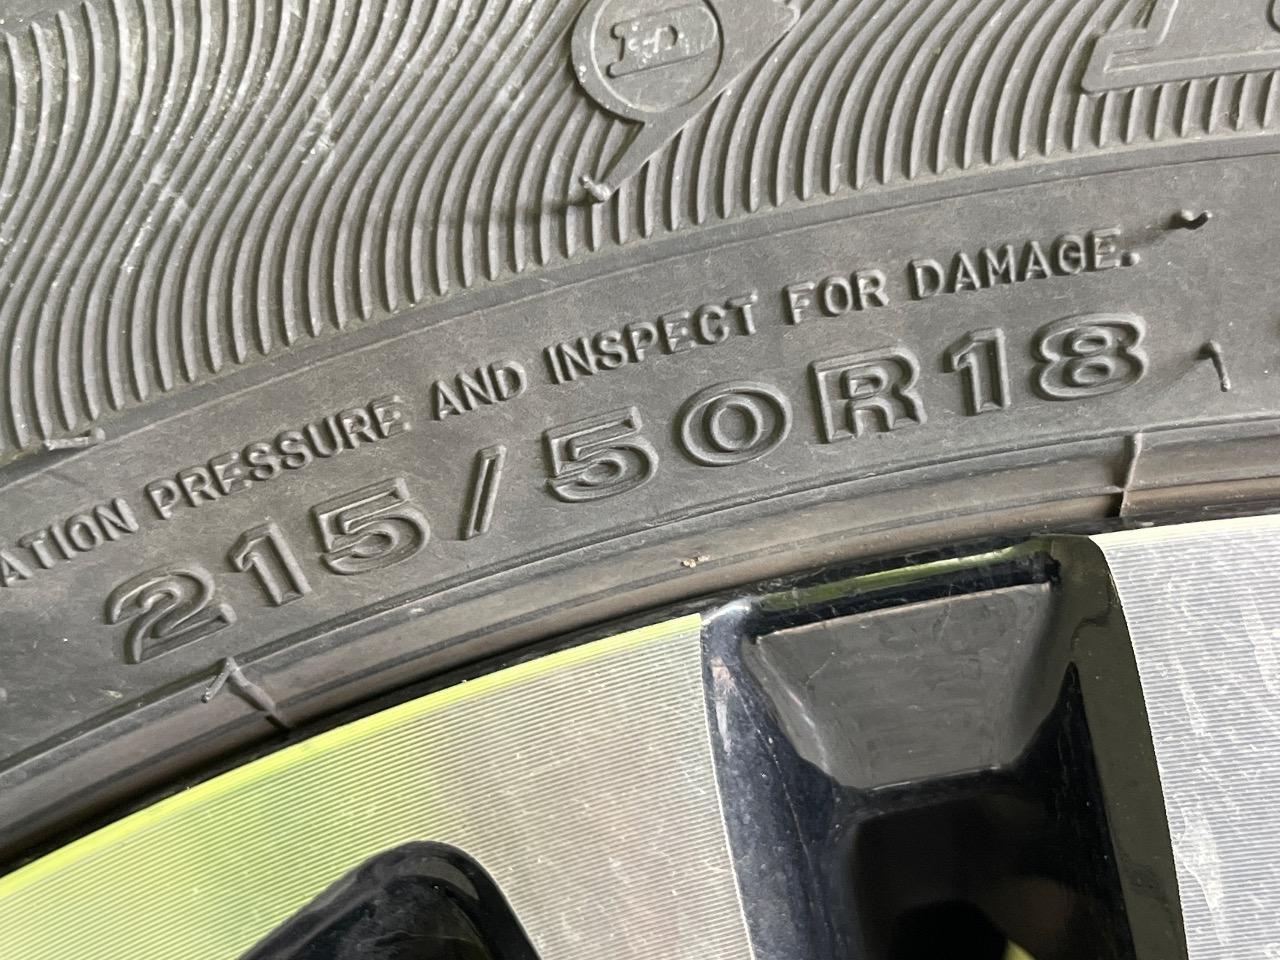 ATION PRESSURE AND INSPECT FOR DAMAGE.
215/50R18